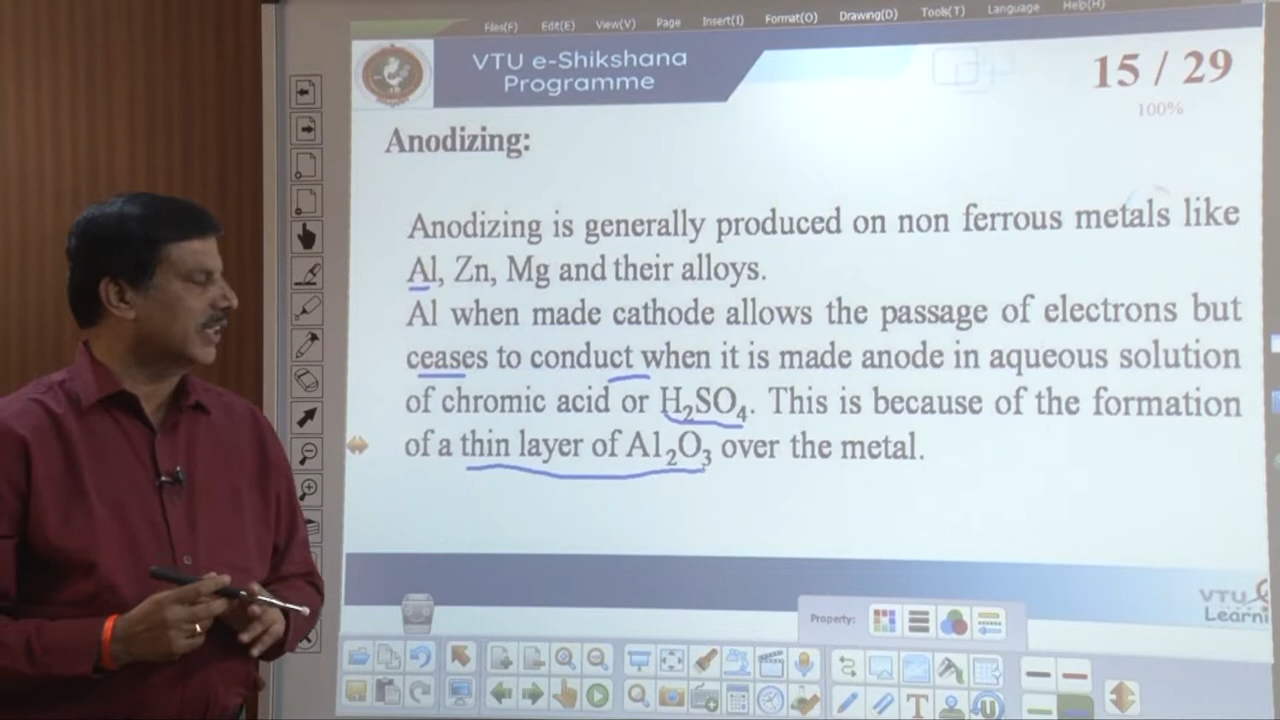 Files(F) Edit(E) View(V) Page Insert(I) Format(O) Drawing(D) Tools(T) Language Help(H)
VTU e-Shikshana
Programme
15 / 29
100%
Anodizing:
Anodizing is generally produced on non ferrous metals like
Al, Zn, Mg and their alloys.
Al when made cathode allows the passage of electrons but
ceases to conduct when it is made anode in aqueous solution
of chromic acid or H₂SO₄. This is because of the formation
of a thin layer of Al₂O₃ over the metal.
VTU
Learni
Property: